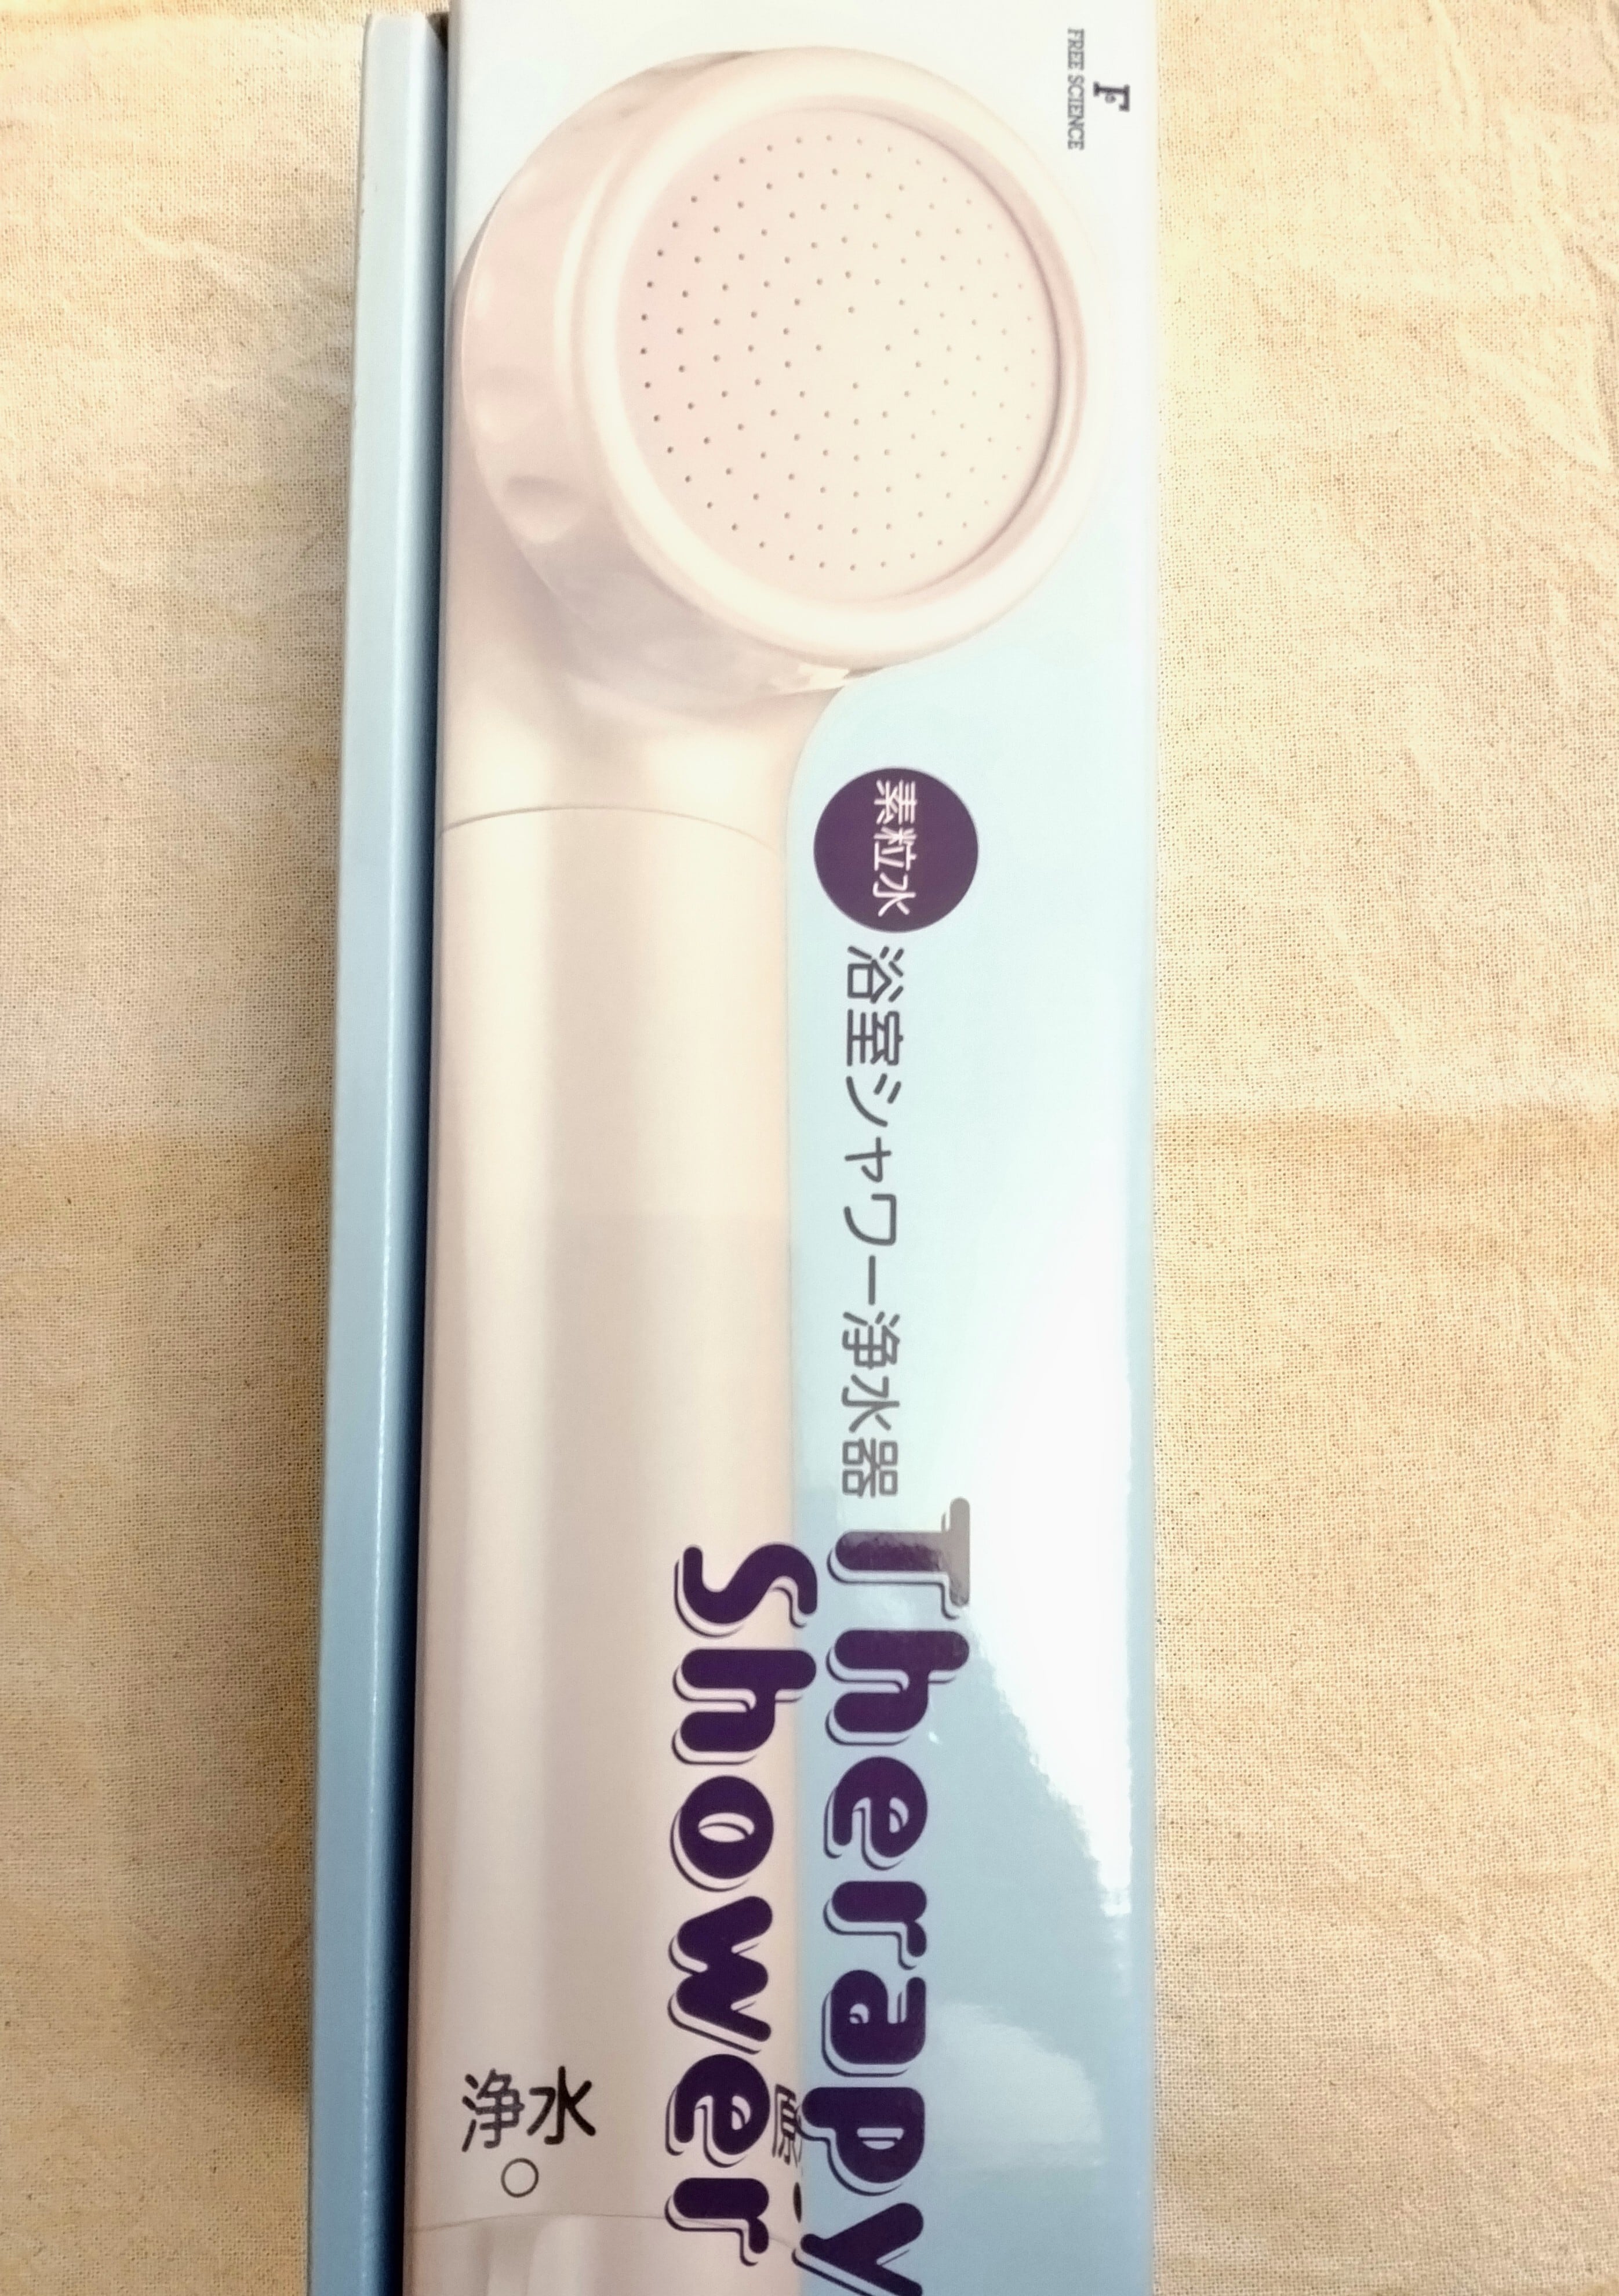 F
FREE SCIENCE
素粒水
浴室シャワー浄水器
Therapy
Shower
浄水
原